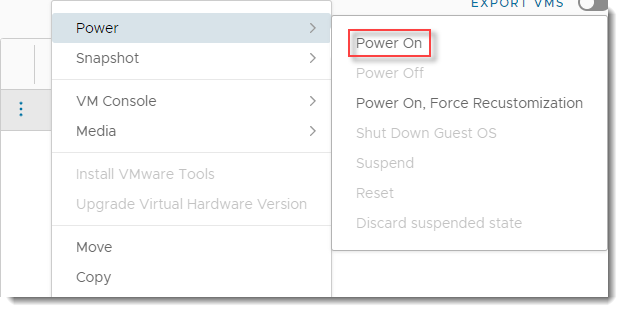 EXPORT VMS
Power
Snapshot
VM Console
Media
Install VMware Tools
Upgrade Virtual Hardware Version
Move
Copy
Power On
Power Off
Power On, Force Recustomization
Shut Down Guest OS
Suspend
Reset
Discard suspended state